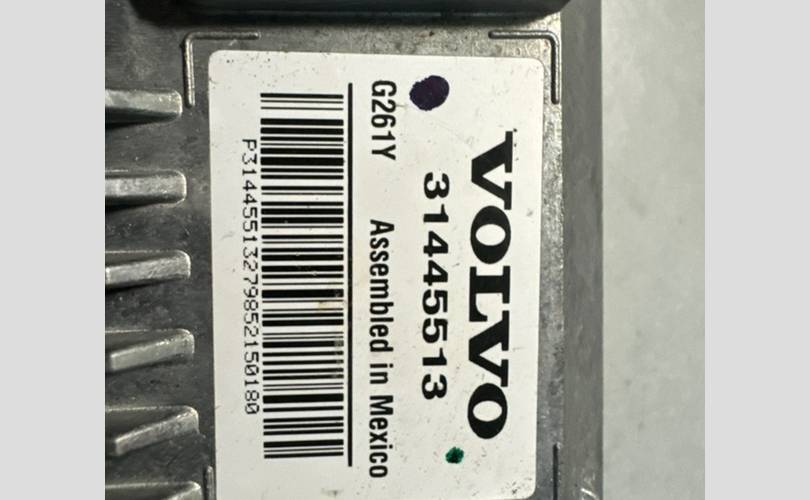 VOLVO
31445513
G261Y Assembled in Mexico
P31445513279852150180